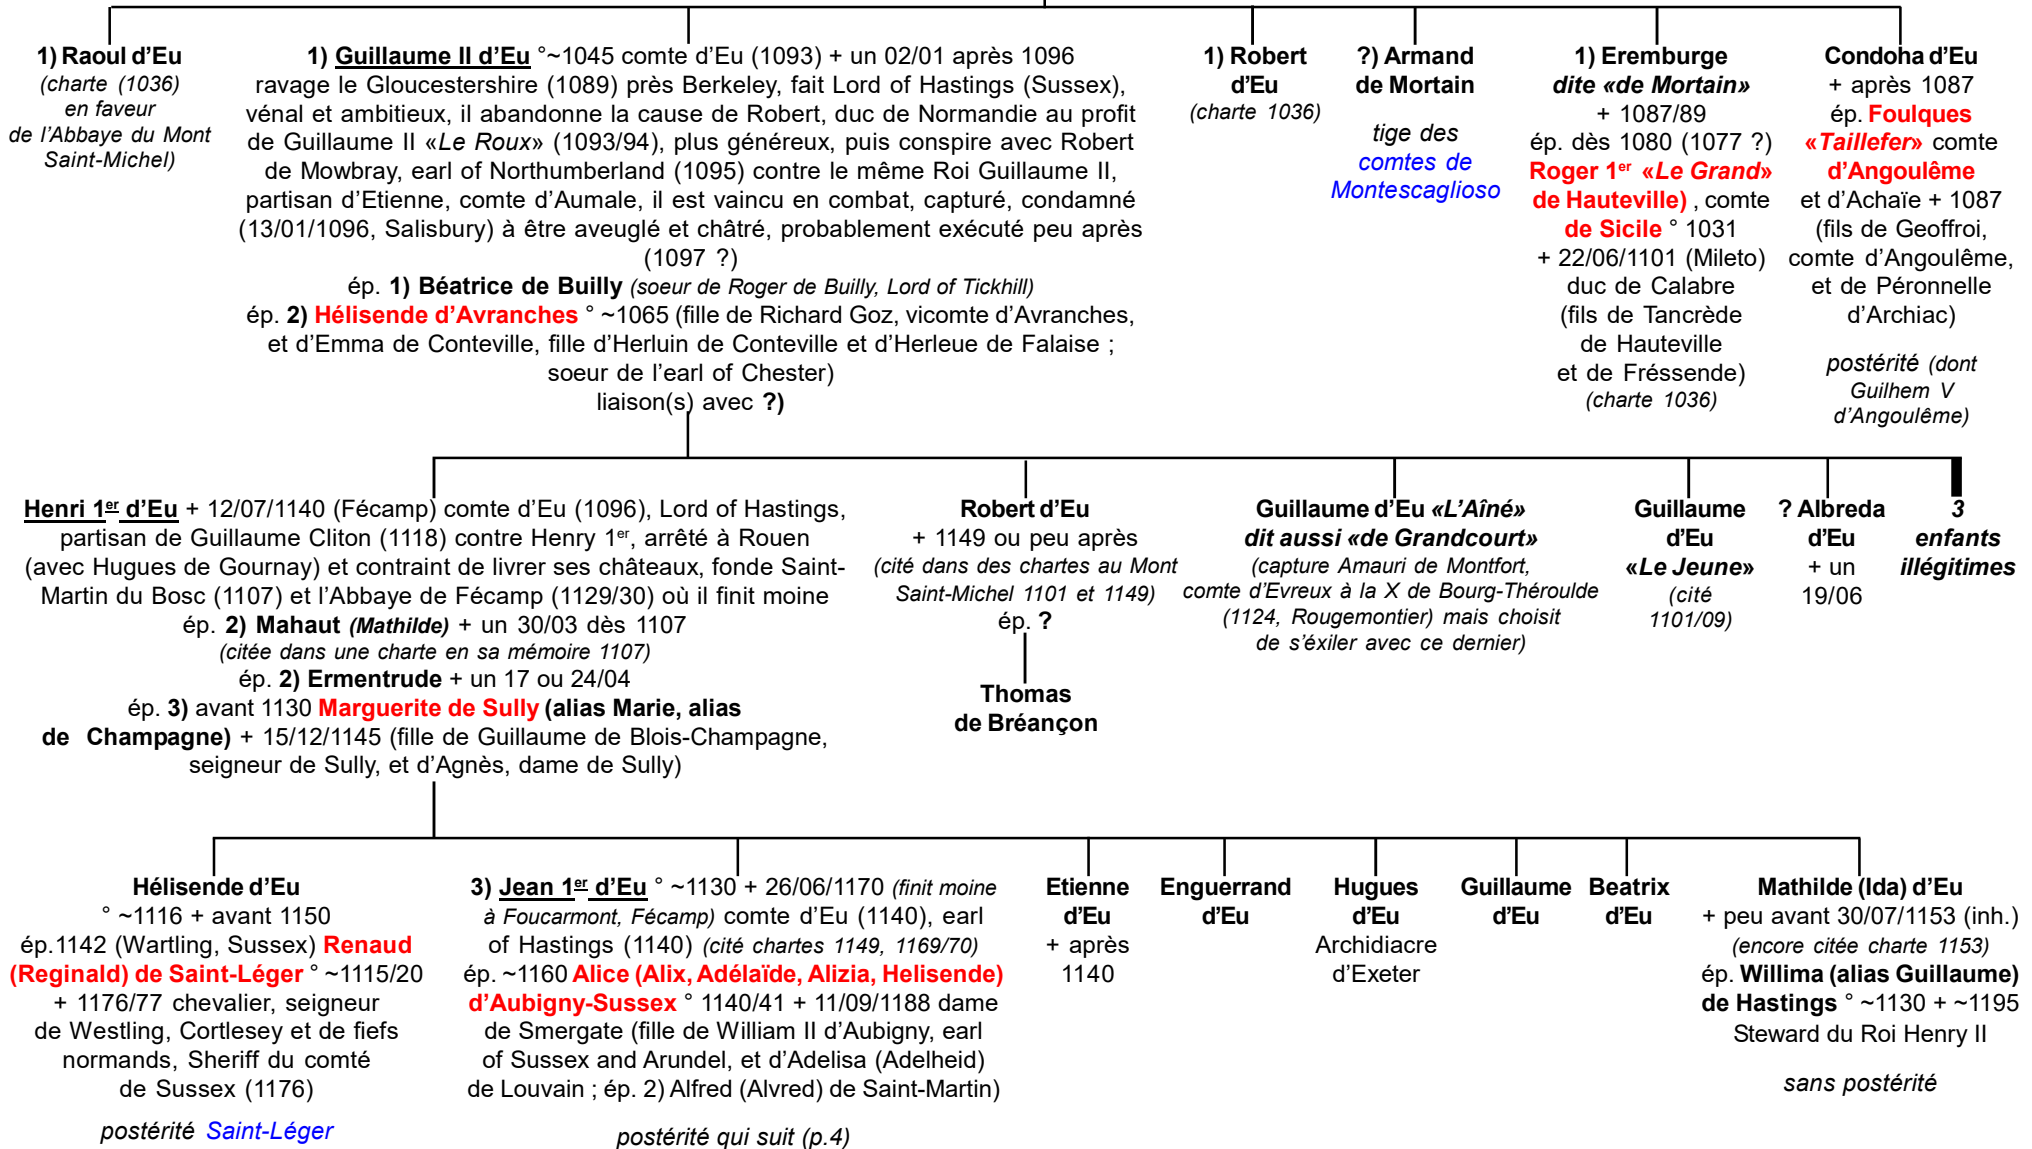 1) Raoul d'Eu
(charte (1036)
en faveur
de l'Abbaye du Mont
Saint-Michel)
1) Guillaume II d'Eu °~1045 comte d'Eu (1093) + un 02/01 après 1096
ravage le Gloucestershire (1089) près Berkeley, fait Lord of Hastings (Sussex),
vénal et ambitieux, il abandonne la cause de Robert, duc de Normandie au profit
de Guillaume II «Le Roux» (1093/94), plus généreux, puis conspire avec Robert
de Mowbray, earl of Northumberland (1095) contre le même Roi Guillaume II,
partisan d'Etienne, comte d'Aumale, il est vaincu en combat, capturé, condamné
(13/01/1096, Salisbury) à être aveuglé et châtré, probablement exécuté peu après
(1097 ?)
ép. 1) Béatrice de Builly (soeur de Roger de Builly, Lord of Tickhill)
ép. 2) Hélisende d'Avranches ° ~1065 (fille de Richard Goz, vicomte d'Avranches,
et d'Emma de Conteville, fille d'Herluin de Conteville et d'Herleue de Falaise ;
soeur de l'earl of Chester)
liaison(s) avec ?)
1) Robert
d'Eu
(charte 1036)
?) Armand
de Mortain
tige des
comtes de
Montescaglioso
1) Eremburge
dite «de Mortain»
+ 1087/89
ép. dès 1080 (1077 ?)
Roger 1er «Le Grand»
de Hauteville) , comte
de Sicile ° 1031
+ 22/06/1101 (Mileto)
duc de Calabre
(fils de Tancrède
de Hauteville
et de Fréssende)
(charte 1036)
Condoha d'Eu
+ après 1087
ép. Foulques
«Taillefer» comte
d'Angoulême
et d'Achaïe + 1087
(fils de Geoffroi,
comte d'Angoulême,
et de Péronnelle
d'Archiac)
postérité (dont
Guilhem V
d'Angoulême)
Henri 1er d'Eu + 12/07/1140 (Fécamp) comte d'Eu (1096), Lord of Hastings,
partisan de Guillaume Cliton (1118) contre Henry 1er, arrêté à Rouen
(avec Hugues de Gournay) et contraint de livrer ses châteaux, fonde Saint-
Martin du Bosc (1107) et l'Abbaye de Fécamp (1129/30) où il finit moine
ép. 2) Mahaut (Mathilde) + un 30/03 dès 1107
(citée dans une charte en sa mémoire 1107)
ép. 2) Ermentrude + un 17 ou 24/04
ép. 3) avant 1130 Marguerite de Sully (alias Marie, alias
de Champagne) + 15/12/1145 (fille de Guillaume de Blois-Champagne,
seigneur de Sully, et d'Agnès, dame de Sully)
Robert d'Eu
+ 1149 ou peu après
(cité dans des chartes au Mont
Saint-Michel 1101 et 1149)
ép. ?
Thomas
de Bréançon
Guillaume d'Eu «L'Aîné»
dit aussi «de Grandcourt»
(capture Amauri de Montfort,
comte d'Evreux à la X de Bourg-Théroulde
(1124, Rougemontier) mais choisit
de s'éxiler avec ce dernier)
Guillaume
d'Eu
«Le Jeune»
(cité
1101/09)
? Albreda
d'Eu
+ un
19/06
3
enfants
illégitimes
Hélisende d'Eu
° ~1116 + avant 1150
ép.1142 (Wartling, Sussex) Renaud
(Reginald) de Saint-Léger ° ~1115/20
+ 1176/77 chevalier, seigneur
de Westling, Cortlesey et de fiefs
normands, Sheriff du comté
de Sussex (1176)
postérité Saint-Léger
3) Jean 1er d'Eu ° ~1130 + 26/06/1170 (finit moine
à Foucarmont, Fécamp) comte d'Eu (1140), earl
of Hastings (1140) (cité chartes 1149, 1169/70)
ép. ~1160 Alice (Alix, Adélaïde, Alizia, Helisende)
d'Aubigny-Sussex ° 1140/41 + 11/09/1188 dame
de Smergate (fille de William II d'Aubigny, earl
of Sussex and Arundel, et d'Adelisa (Adelheid)
de Louvain ; ép. 2) Alfred (Alvred) de Saint-Martin)
postérité qui suit (p.4)
Etienne
d'Eu
+ après
1140
Enguerrand
d'Eu
Hugues
d'Eu
Archidiacre
d'Exeter
Guillaume
d'Eu
Beatrix
d'Eu
Mathilde (Ida) d'Eu
+ peu avant 30/07/1153 (inh.)
(encore citée charte 1153)
ép. Willima (alias Guillaume)
de Hastings ° ~1130 + ~1195
Steward du Roi Henry II
sans postérité